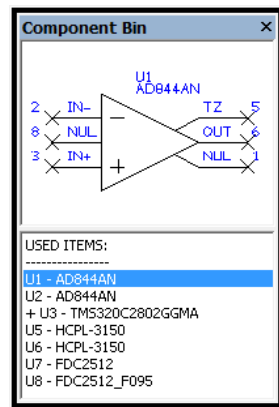 Component Bin ×
U1
AD844AN
2 IN- TZ 5
8 NUL OUT 6
3 IN+ NUL 1
USED ITEMS:
---------------
U1 - AD844AN
U2 - AD844AN
+ U3 - TMS320C2802GGMA
U5 - HCPL-3150
U6 - HCPL-3150
U7 - FDC2512
U8 - FDC2512_F095